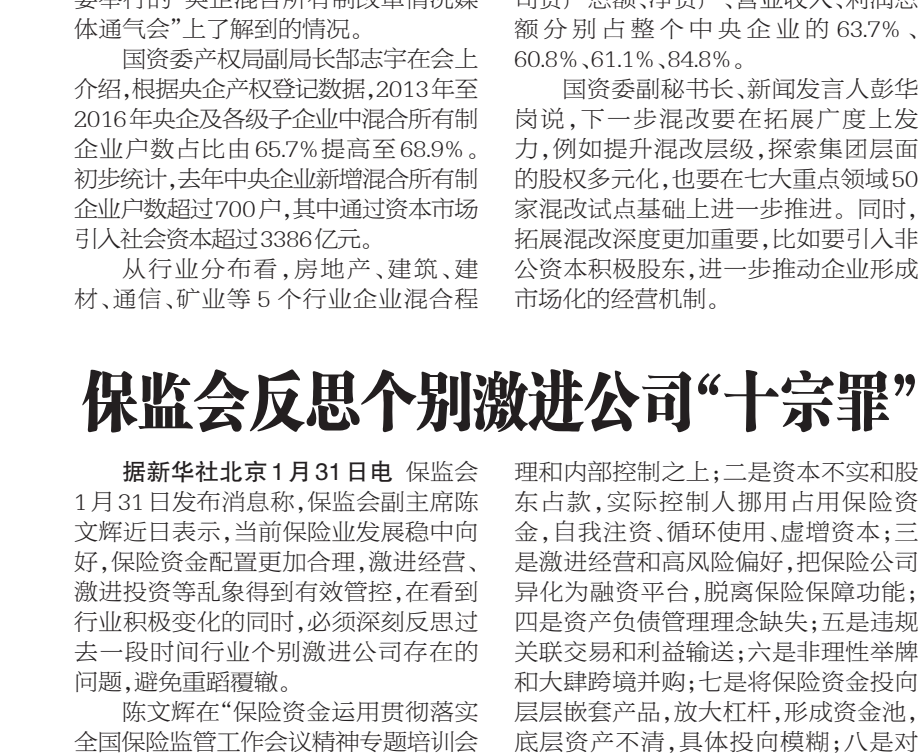 委举行的“央企混合所有制改革情况媒
体通气会”上了解到的情况。
国资委产权局副局长郜志宇在会上
介绍,根据央企产权登记数据,2013年至
2016年央企及各级子企业中混合所有制
企业户数占比由65.7%提高至68.9%。
初步统计,去年中央企业新增混合所有制
企业户数超过700户,其中通过资本市场
引入社会资本超过3386亿元。
从行业分布看,房地产、建筑、建
材、通信、矿业等5个行业企业混合程
司资产总额、净资产、营业收入、利润总
额分别占整个中央企业的63.7%、
60.8%、61.1%、84.8%。
国资委副秘书长、新闻发言人彭华
岗说,下一步混改要在拓展广度上发
力,例如提升混改层级,探索集团层面
的股权多元化,也要在七大重点领域50
家混改试点基础上进一步推进。同时,
拓展混改深度更加重要,比如要引入非
公资本积极股东,进一步推动企业形成
市场化的经营机制。
保监会反思个别激进公司“十宗罪”
据新华社北京1月31日电 保监会
1月31日发布消息称,保监会副主席陈
文辉近日表示,当前保险业发展稳中向
好,保险资金配置更加合理,激进经营、
激进投资等乱象得到有效管控,在看到
行业积极变化的同时,必须深刻反思过
去一段时间行业个别激进公司存在的
问题,避免重蹈覆辙。
陈文辉在“保险资金运用贯彻落实
全国保险监管工作会议精神专题培训会
理和内部控制之上;二是资本不实和股
东占款,实际控制人挪用占用保险资
金,自我注资、循环使用、虚增资本;三
是激进经营和高风险偏好,把保险公司
异化为融资平台,脱离保险保障功能;
四是资产负债管理理念缺失;五是违规
关联交易和利益输送;六是非理性举牌
和大肆跨境并购;七是将保险资金投向
层层嵌套产品,放大杠杆,形成资金池,
底层资产不清,具体投向模糊;八是对